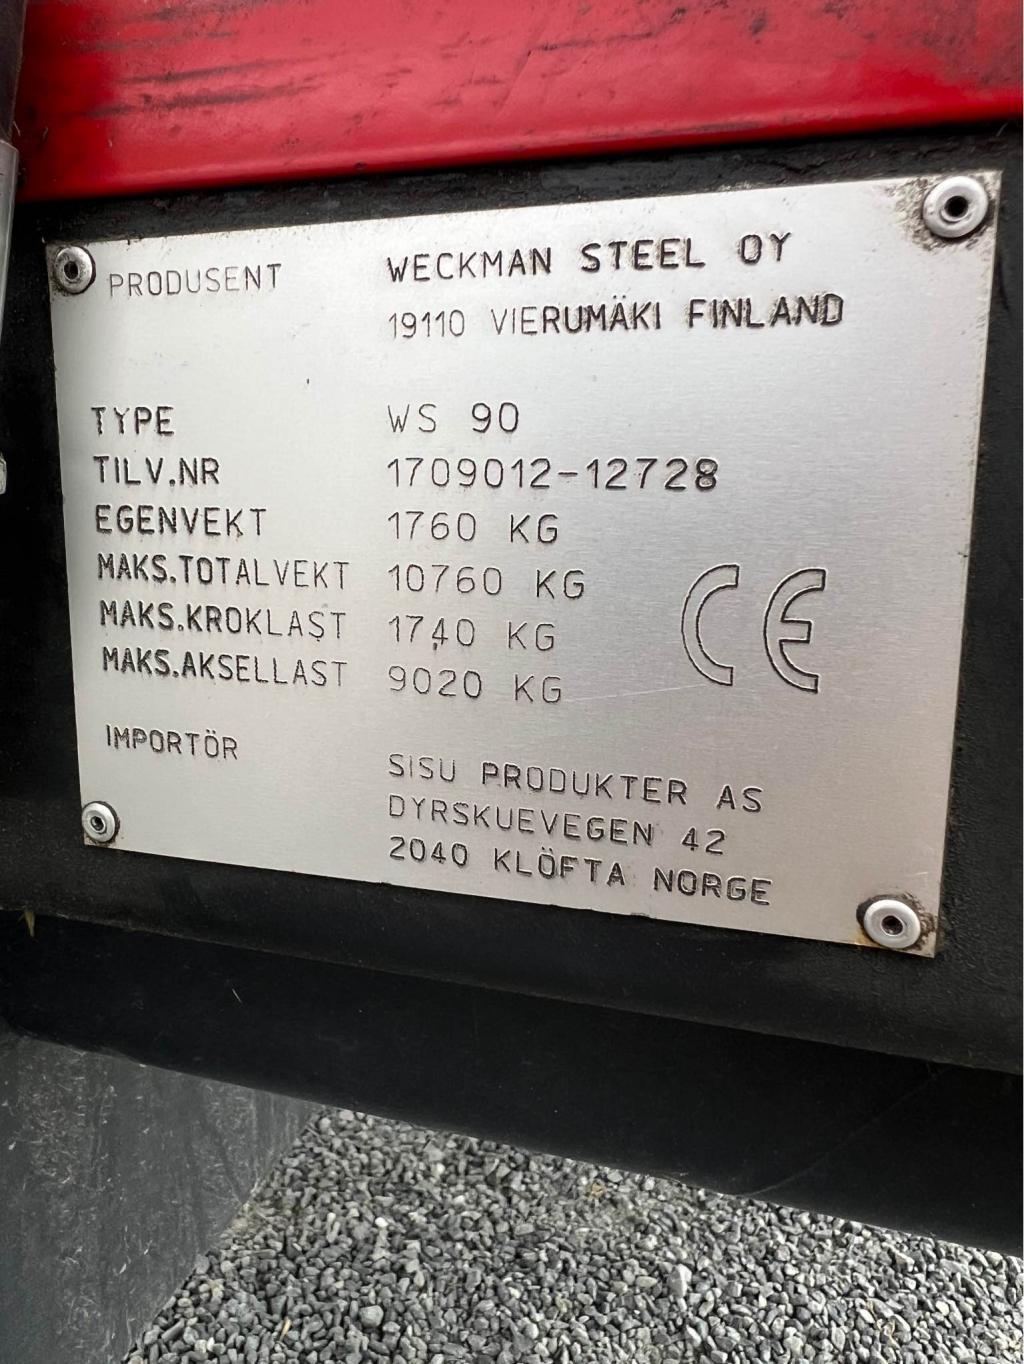 PRODUSENT WECKMAN STEEL OY
19110 VIERUMÄKI FINLAND
TYPE WS 90
TILV.NR 1709012-12728
EGENVEKT 1760 KG
MAKS.TOTALVEKT 10760 KG
MAKS.KROKLAST 1740 KG
MAKS.AKSELLAST 9020 KG
CE
IMPORTÖR SISU PRODUKTER AS
DYRSKUEVEGEN 42
2040 KLÖFTA NORGE